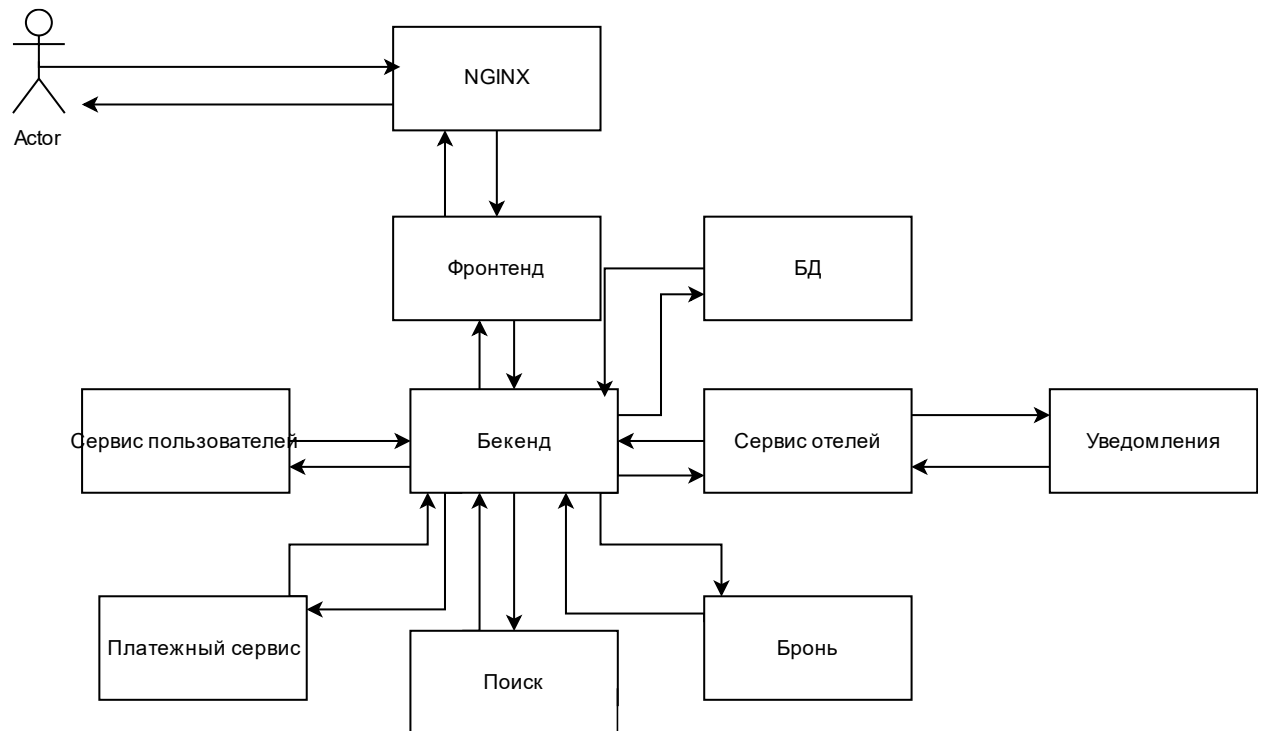 NGINX
Actor
Фронтенд
БД
Сервис пользователей
Бекенд
Сервис отелей
Уведомления
Платежный сервис
Поиск
Бронь